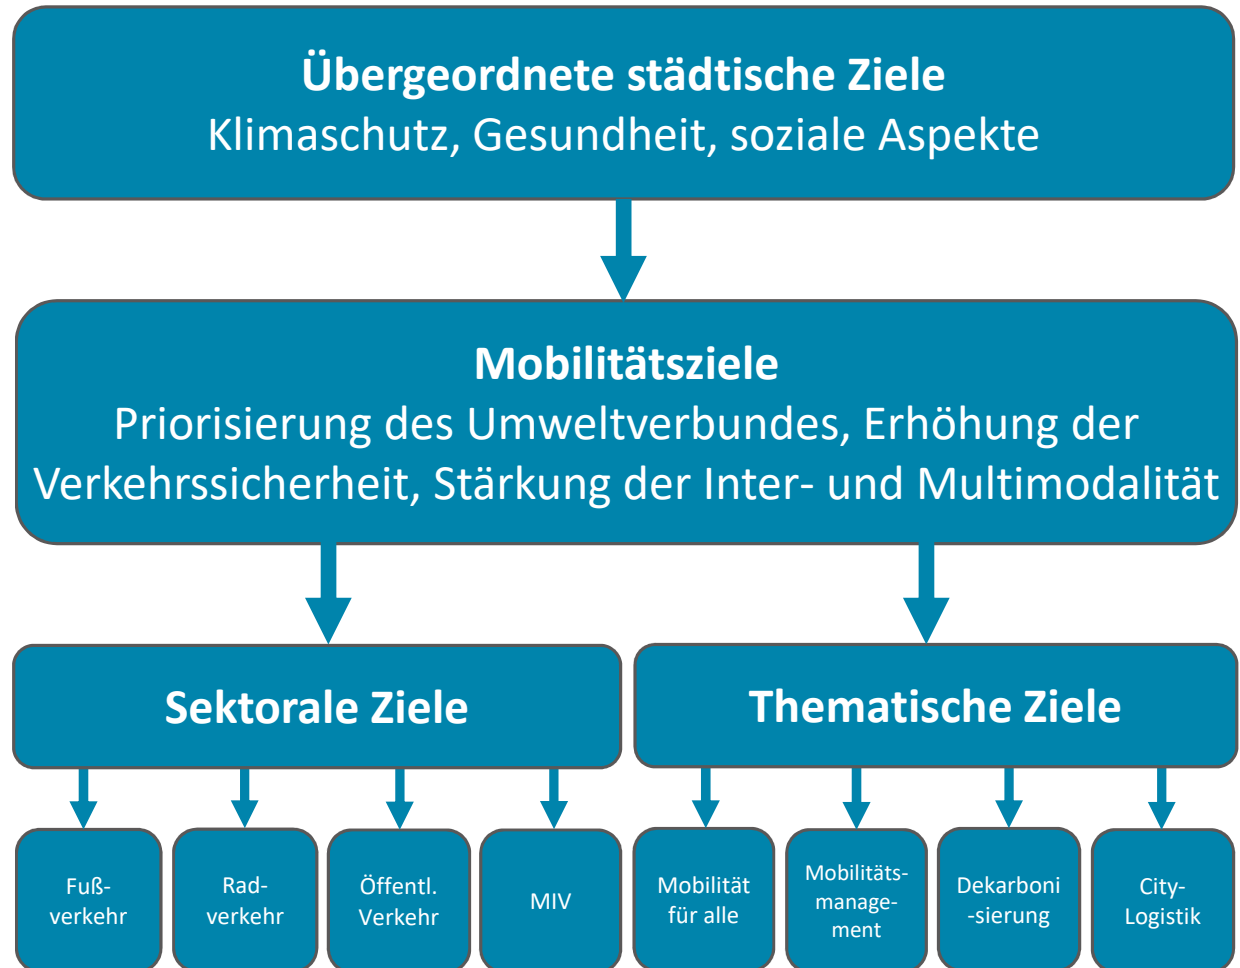 Übergeordnete städtische Ziele
Klimaschutz, Gesundheit, soziale Aspekte
Mobilitätsziele
Priorisierung des Umweltverbundes, Erhöhung der
Verkehrssicherheit, Stärkung der Inter- und Multimodalität
Sektorale Ziele
Thematische Ziele
Fuß-
verkehr
Rad-
verkehr
Öffentl.
Verkehr
MIV
Mobilität
für alle
Mobilitäts-
manage-
ment
Dekarboni
-sierung
City-
Logistik